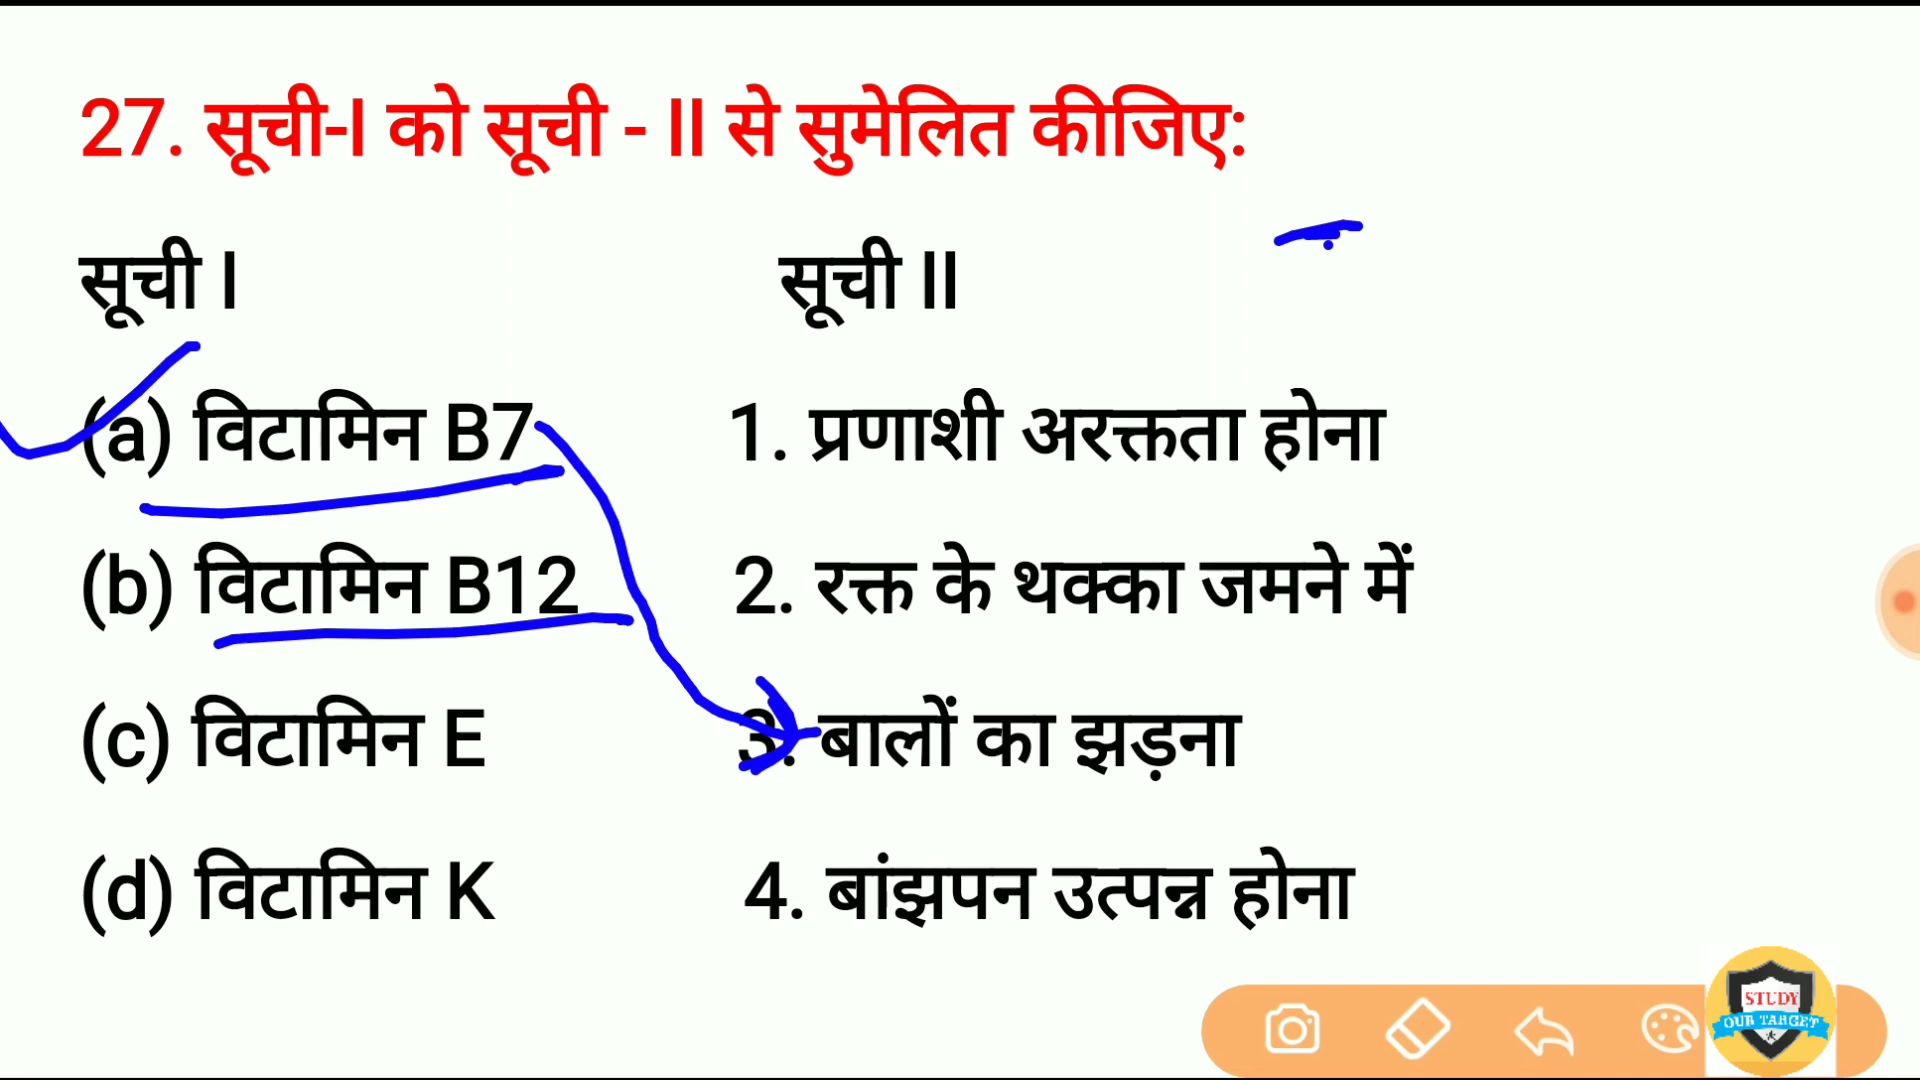 27. सूची-I को सूची - II से सुमेलित कीजिए:
सूची I सूची II
(a) विटामिन B7 1. प्रणाशी अरक्तता होना
(b) विटामिन B12 2. रक्त के थक्का जमने में
(c) विटामिन E 3. बालों का झड़ना
(d) विटामिन K 4. बांझपन उत्पन्न होना
STUDY
OUR TARGET